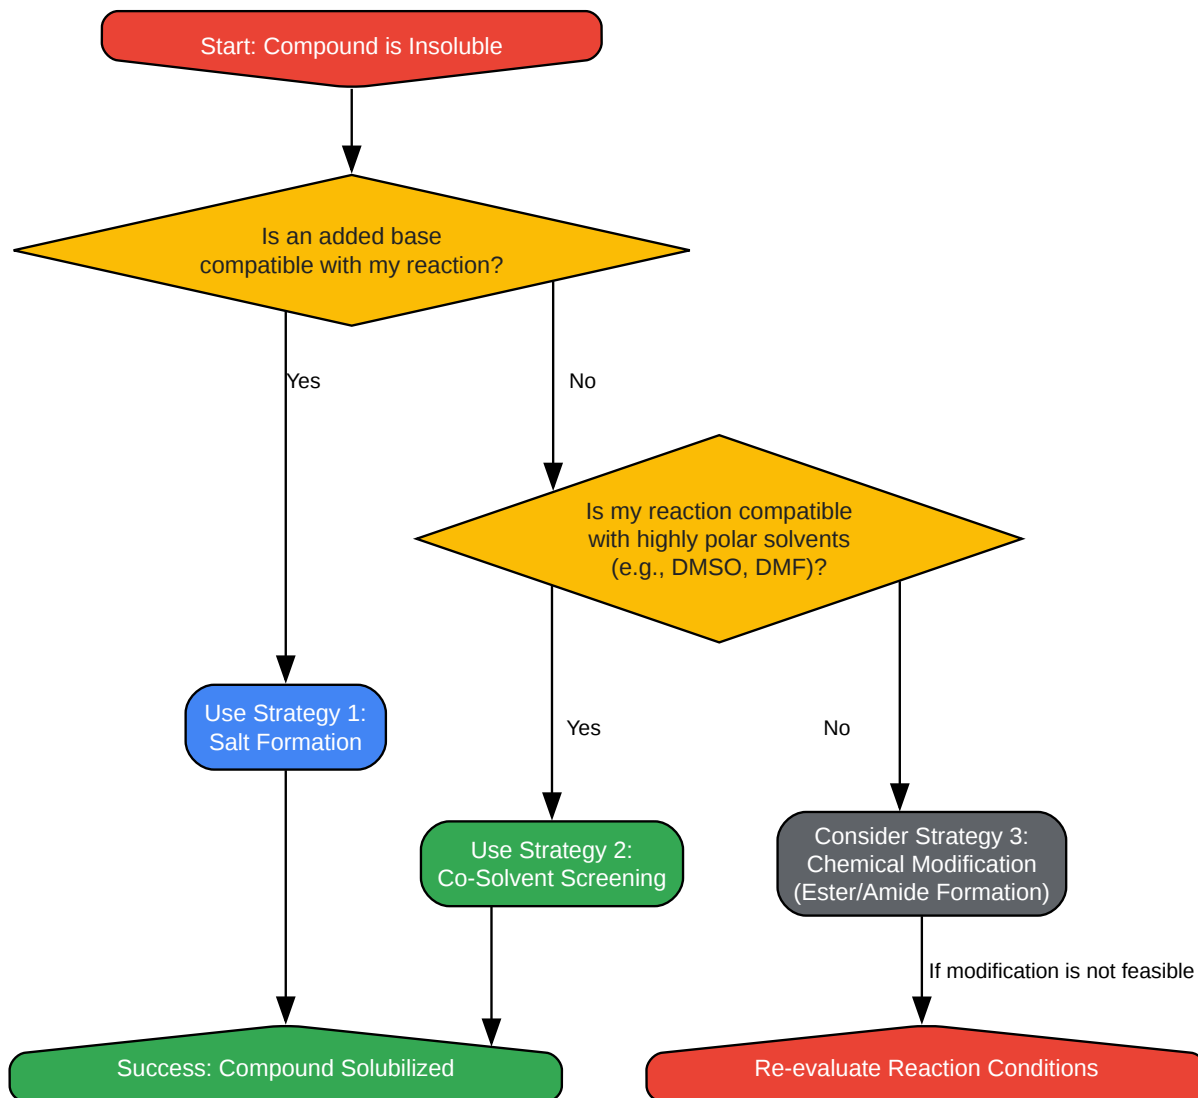 Start: Compound is Insoluble
Is an added base
compatible with my reaction?
Yes
No
Is my reaction compatible
with highly polar solvents
(e.g., DMSO, DMF)?
Use Strategy 1:
Salt Formation
Yes
No
Use Strategy 2:
Co-Solvent Screening
Consider Strategy 3:
Chemical Modification
(Ester/Amide Formation)
If modification is not feasible
Success: Compound Solubilized
Re-evaluate Reaction Conditions